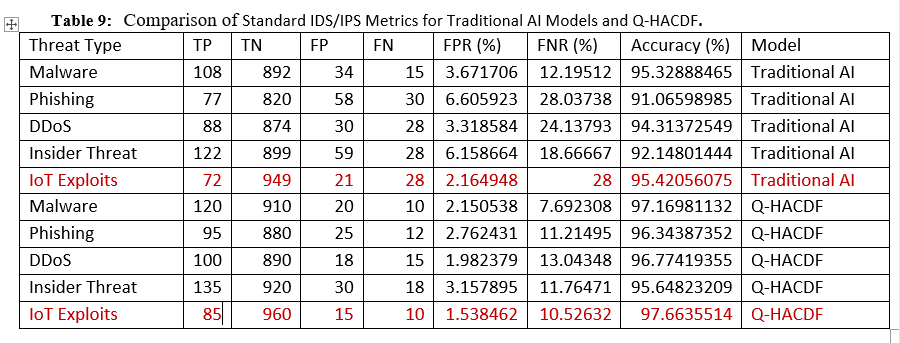 Table 9: Comparison of Standard IDS/IPS Metrics for Traditional AI Models and Q-HACDF.
Threat Type TP TN FP FN FPR (%) FNR (%) Accuracy (%) Model
Malware 108 892 34 15 3.671706 12.19512 95.32888465 Traditional AI
Phishing 77 820 58 30 6.605923 28.03738 91.06598985 Traditional AI
DDoS 88 874 30 28 3.318584 24.13793 94.31372549 Traditional AI
Insider Threat 122 899 59 28 6.158664 18.66667 92.14801444 Traditional AI
IoT Exploits 72 949 21 28 2.164948 28 95.42056075 Traditional AI
Malware 120 910 20 10 2.150538 7.692308 97.16981132 Q-HACDF
Phishing 95 880 25 12 2.762431 11.21495 96.34387352 Q-HACDF
DDoS 100 890 18 15 1.982379 13.04348 96.77419355 Q-HACDF
Insider Threat 135 920 30 18 3.157895 11.76471 95.64823209 Q-HACDF
IoT Exploits 85 960 15 10 1.538462 10.52632 97.6635514 Q-HACDF